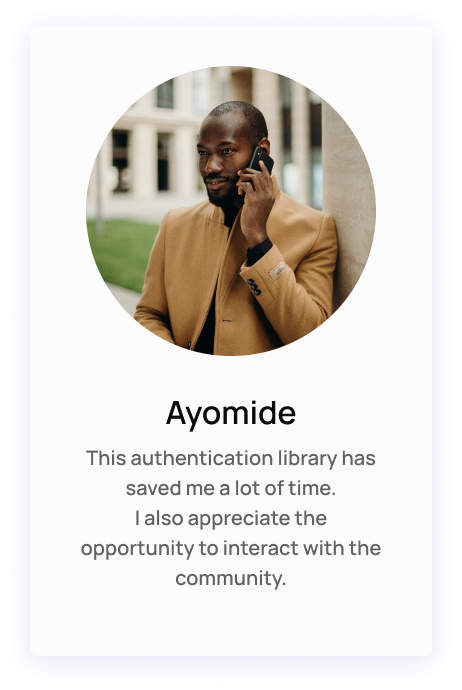 Ayomide
This authentication library has
saved me a lot of time.
I also appreciate the
opportunity to interact with the
community.